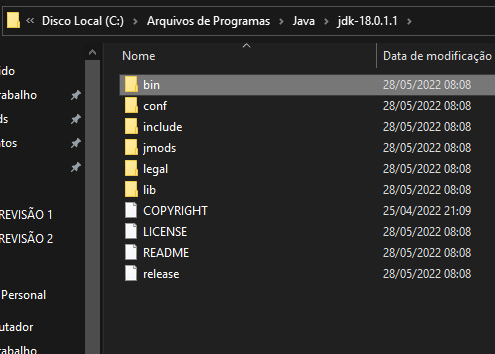 Disco Local (C:) > Arquivos de Programas > Java > jdk-18.0.1.1 >
Nome Data de modificação
bin 28/05/2022 08:08
conf 28/05/2022 08:08
include 28/05/2022 08:08
jmods 28/05/2022 08:08
legal 28/05/2022 08:08
lib 28/05/2022 08:08
COPYRIGHT 25/04/2022 21:09
LICENSE 28/05/2022 08:08
README 28/05/2022 08:08
release 28/05/2022 08:08
ido
rabalho
ds
ntos
REVISÃO 1
REVISÃO 2
Personal
utador
rabalho